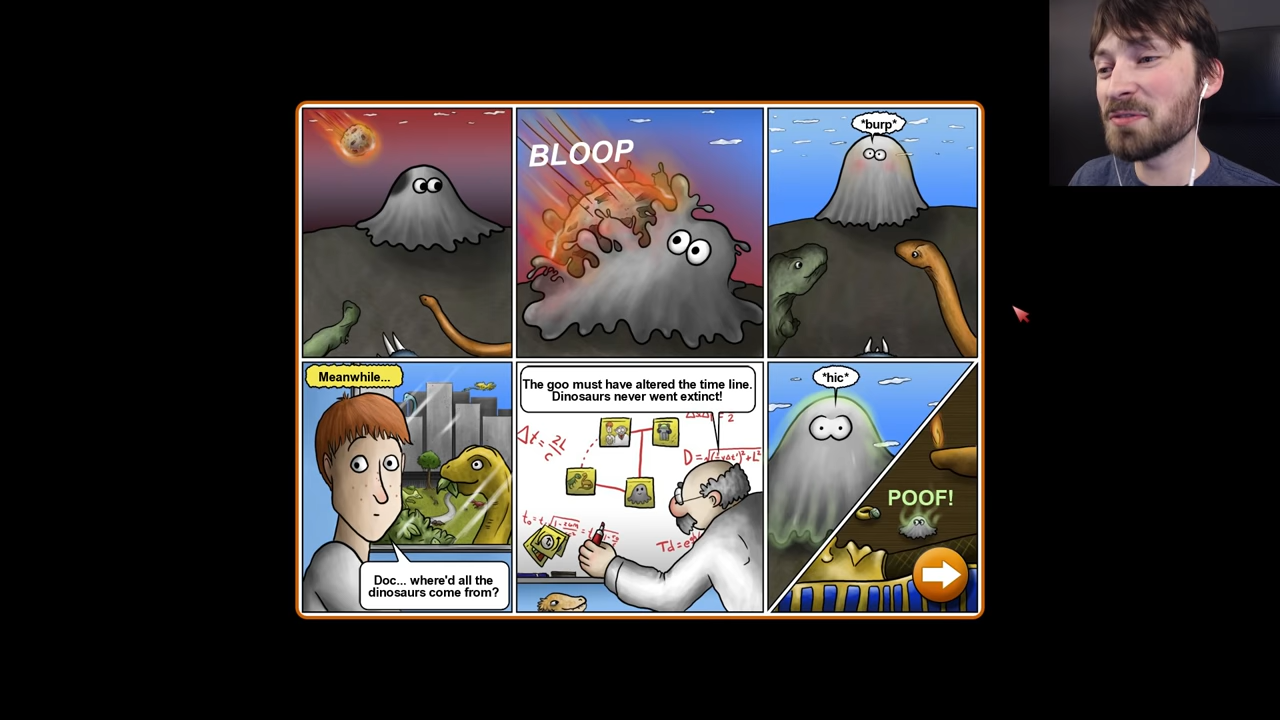 BLOOP
*burp*
Meanwhile...
Doc... where'd all the
dinosaurs come from?
The goo must have altered the time line.
Dinosaurs never went extinct!
*hic*
POOF!